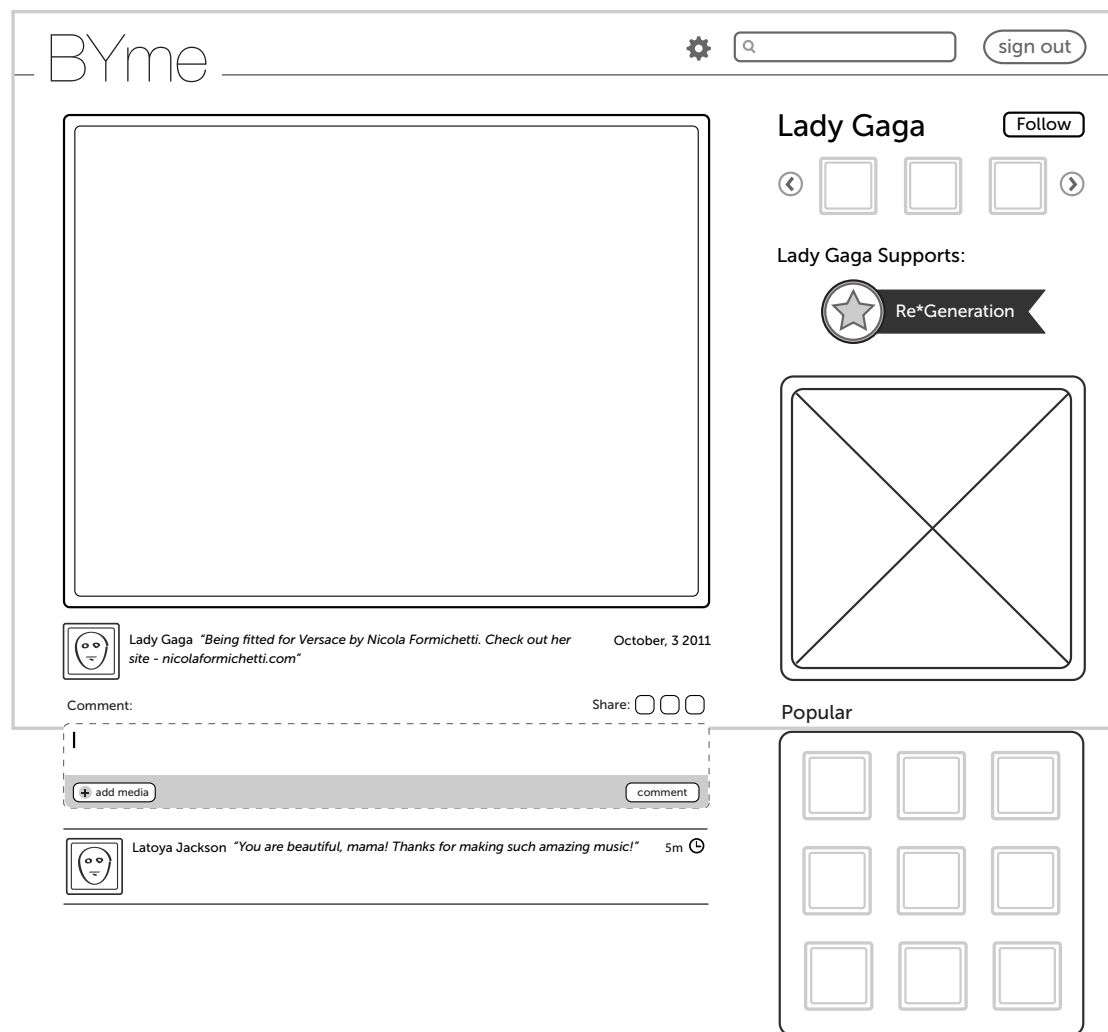 BYme
sign out
Lady Gaga
Follow
Lady Gaga Supports:
Re*Generation
Lady Gaga "Being fitted for Versace by Nicola Formichetti. Check out her
site - nicolaformichetti.com"
October, 3 2011
Comment:
Share:
add media
comment
Latoya Jackson "You are beautiful, mama! Thanks for making such amazing music!"
5m
Popular